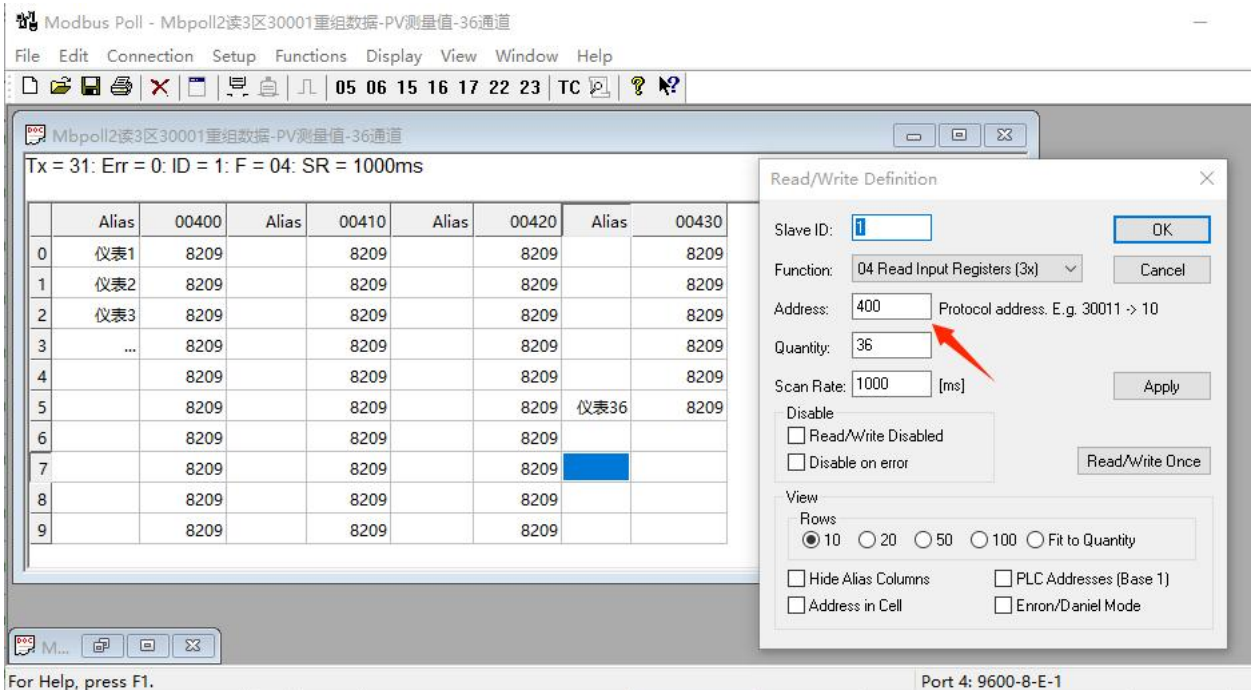 Modbus Poll - Mbpoll2读3区30001重组数据-PV测量值-36通道
File Edit Connection Setup Functions Display View Window Help
05 06 15 16 17 22 23 TC
Mbpoll2读3区30001重组数据-PV测量值-36通道
Tx = 31: Err = 0: ID = 1: F = 04: SR = 1000ms
Alias 00400 Alias 00410 Alias 00420 Alias 00430
0 仪表1 8209 8209 8209 8209
1 仪表2 8209 8209 8209 8209
2 仪表3 8209 8209 8209 8209
3 ... 8209 8209 8209 8209
4 8209 8209 8209 8209
5 8209 8209 8209 仪表36 8209
6 8209 8209 8209
7 8209 8209 8209
8 8209 8209 8209
9 8209 8209 8209
Read/Write Definition
Slave ID: 1 OK
Function: 04 Read Input Registers (3x) Cancel
Address: 400 Protocol address. E.g. 30011 -> 10
Quantity: 36
Scan Rate: 1000 [ms] Apply
Disable
Read/Write Disabled
Disable on error Read/Write Once
View
Rows
10 20 50 100 Fit to Quantity
Hide Alias Columns PLC Addresses (Base 1)
Address in Cell Enron/Daniel Mode
M...
For Help, press F1. Port 4: 9600-8-E-1